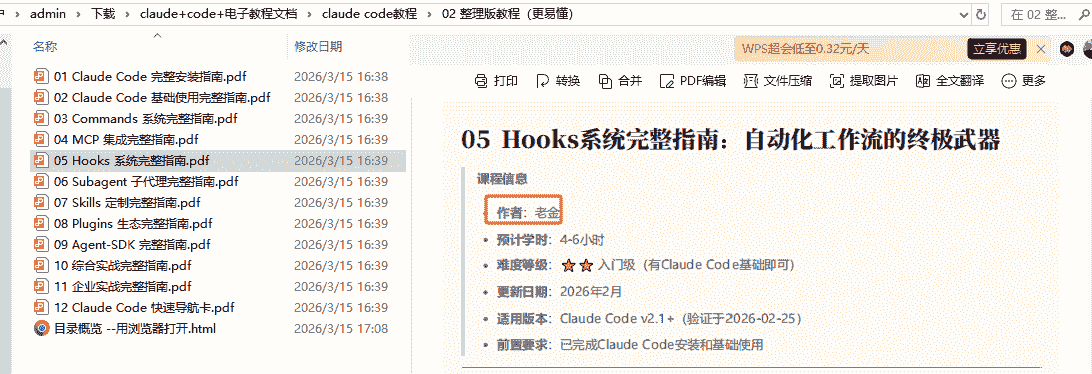 admin > 下载 > claude+code+电子教程文档 > claude code教程 > 02 整理版教程（更易懂）
在 02 整...
名称 修改日期
01 Claude Code 完整安装指南.pdf 2026/3/15 16:38
02 Claude Code 基础使用完整指南.pdf 2026/3/15 16:38
03 Commands 系统完整指南.pdf 2026/3/15 16:39
04 MCP 集成完整指南.pdf 2026/3/15 16:39
05 Hooks 系统完整指南.pdf 2026/3/15 16:39
06 Subagent 子代理完整指南.pdf 2026/3/15 16:39
07 Skills 定制完整指南.pdf 2026/3/15 16:39
08 Plugins 生态完整指南.pdf 2026/3/15 16:39
09 Agent-SDK 完整指南.pdf 2026/3/15 16:39
10 综合实战完整指南.pdf 2026/3/15 16:39
11 企业实战完整指南.pdf 2026/3/15 16:39
12 Claude Code 快速导航卡.pdf 2026/3/15 16:39
目录概览 --用浏览器打开.html 2026/3/15 17:08
WPS超会低至0.32元/天 立享优惠
打印 转换 合并 PDF编辑 文件压缩 提取图片 全文翻译 更多
05 Hooks系统完整指南：自动化工作流的终极武器
课程信息
• 作者：老金
• 预计学时：4-6小时
• 难度等级：⭐⭐ 入门级（有Claude Code基础即可）
• 更新日期：2026年2月
• 适用版本：Claude Code v2.1+（验证于2026-02-25）
• 前置要求：已完成Claude Code安装和基础使用